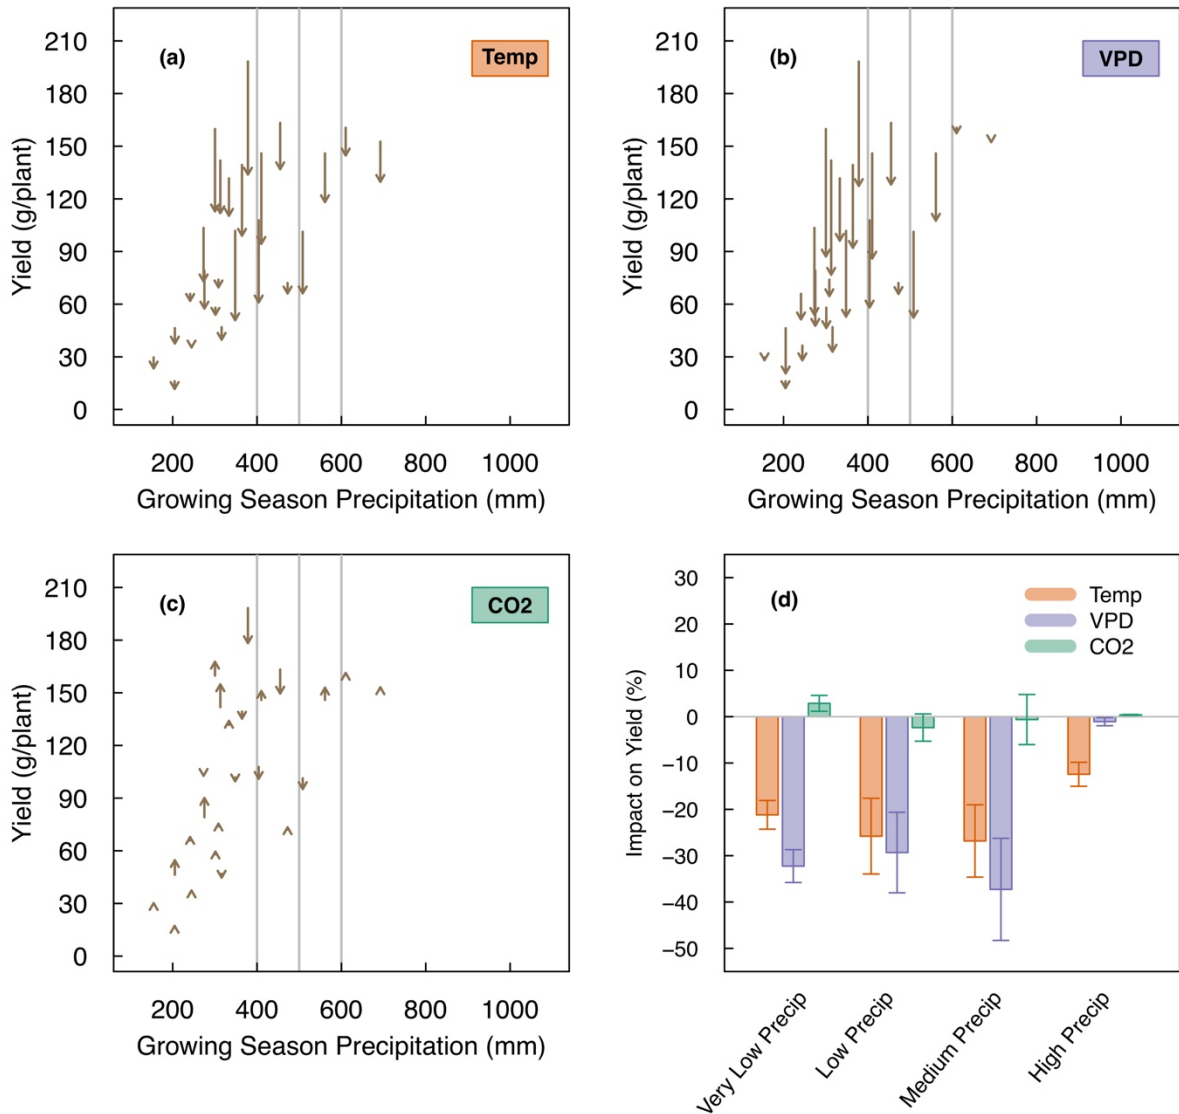 (a)
Temp
210
180
150
120
90
60
30
0
Yield (g/plant)
200 400 600 800 1000
Growing Season Precipitation (mm)
(b)
VPD
210
180
150
120
90
60
30
0
Yield (g/plant)
200 400 600 800 1000
Growing Season Precipitation (mm)
(c)
CO2
210
180
150
120
90
60
30
0
Yield (g/plant)
200 400 600 800 1000
Growing Season Precipitation (mm)
(d)
Temp
VPD
CO2
30
20
10
0
−10
−20
−30
−40
−50
Impact on Yield (%)
Very Low Precip
Low Precip
Medium Precip
High Precip